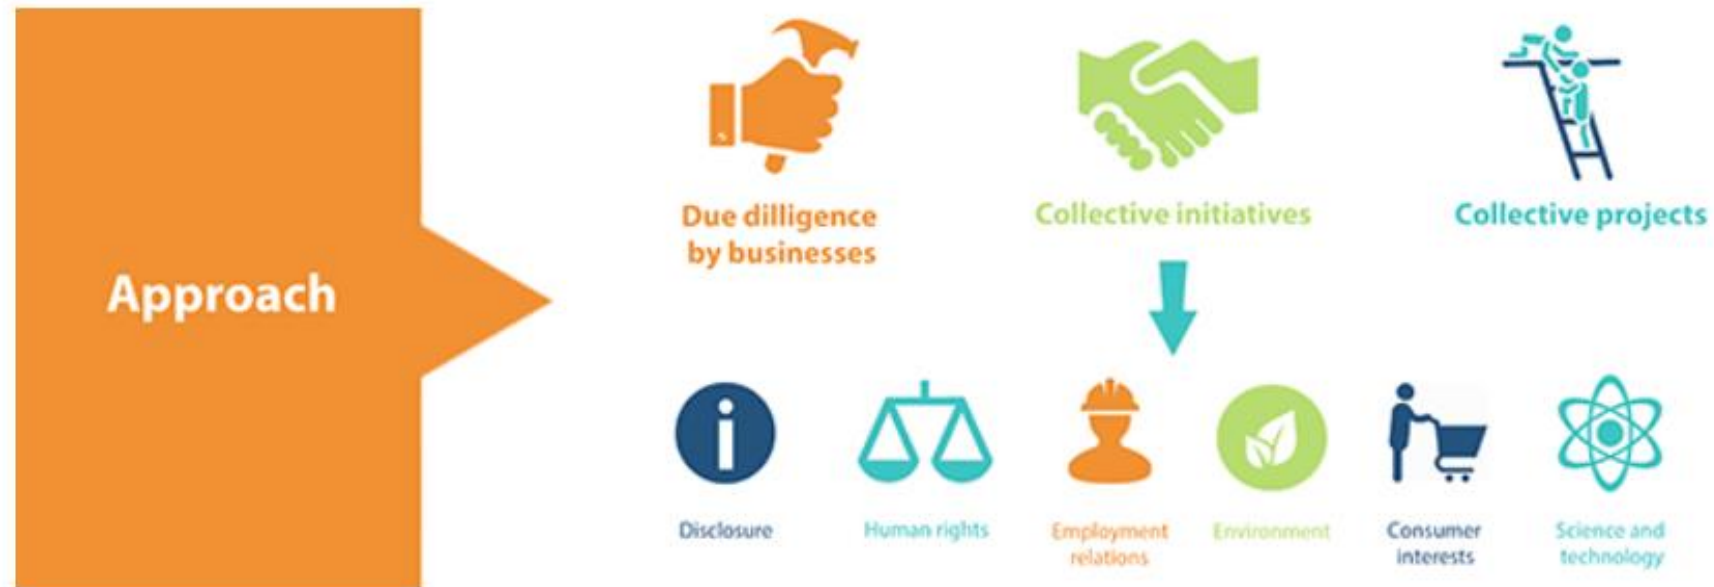 Approach
Due dilligence
by businesses
Collective initiatives
Collective projects
Disclosure
Human rights
Employment
relations
Environment
Consumer
interests
Science and
technology